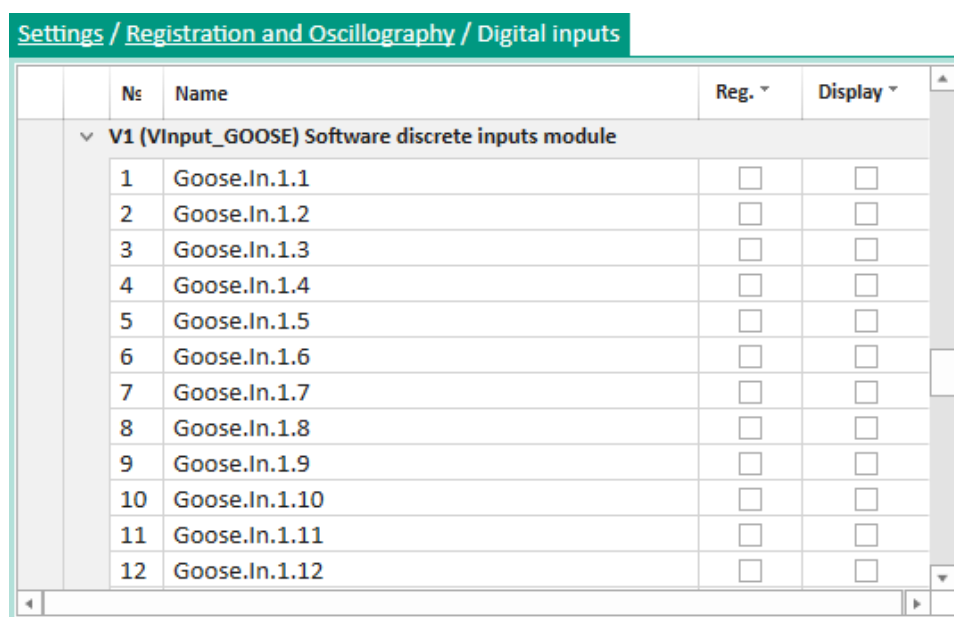 Settings / Registration and Oscillography / Digital inputs
№ Name Reg. Display
V1 (VInput_GOOSE) Software discrete inputs module
1 Goose.In.1.1
2 Goose.In.1.2
3 Goose.In.1.3
4 Goose.In.1.4
5 Goose.In.1.5
6 Goose.In.1.6
7 Goose.In.1.7
8 Goose.In.1.8
9 Goose.In.1.9
10 Goose.In.1.10
11 Goose.In.1.11
12 Goose.In.1.12